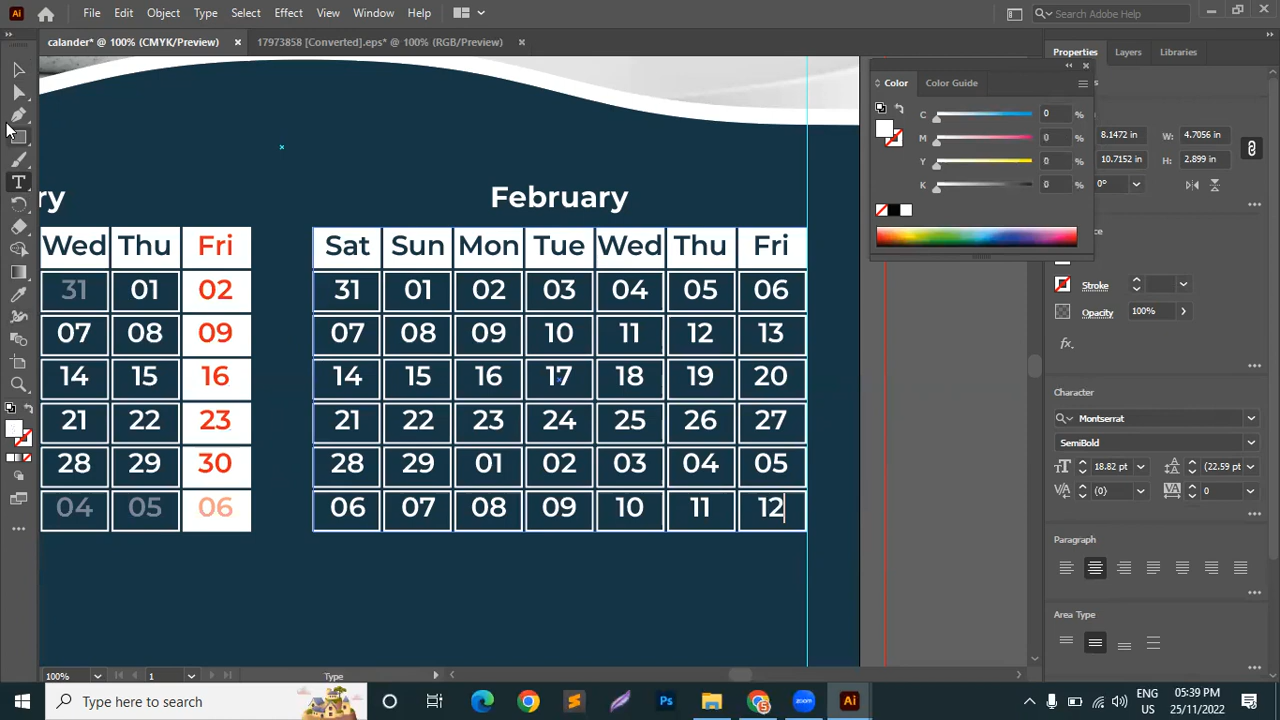 Ai File Edit Object Type Select Effect View Window Help Search Adobe Help
calander* @ 100% (CMYK/Preview) × 17973858 [Converted].eps* @ 100% (RGB/Preview) ×
Properties Layers Libraries
Color Color Guide
C 0 %
M 0 %
Y 0 %
K 0 %
8.1472 in W: 4.7056 in
10.7152 in H: 2.899 in
0°
Stroke
Opacity 100%
fx.
Character
Montserrat
SemiBold
18.82 pt (22.59 pt
(0) 0
Paragraph
Area Type
ry
Wed Thu Fri
31 01 02
07 08 09
14 15 16
21 22 23
28 29 30
04 05 06
February
Sat Sun Mon Tue Wed Thu Fri
31 01 02 03 04 05 06
07 08 09 10 11 12 13
14 15 16 17 18 19 20
21 22 23 24 25 26 27
28 29 01 02 03 04 05
06 07 08 09 10 11 12
100% 1 Type
Type here to search
Ps
zoom
Ai
ENG
US
05:39 PM
25/11/2022